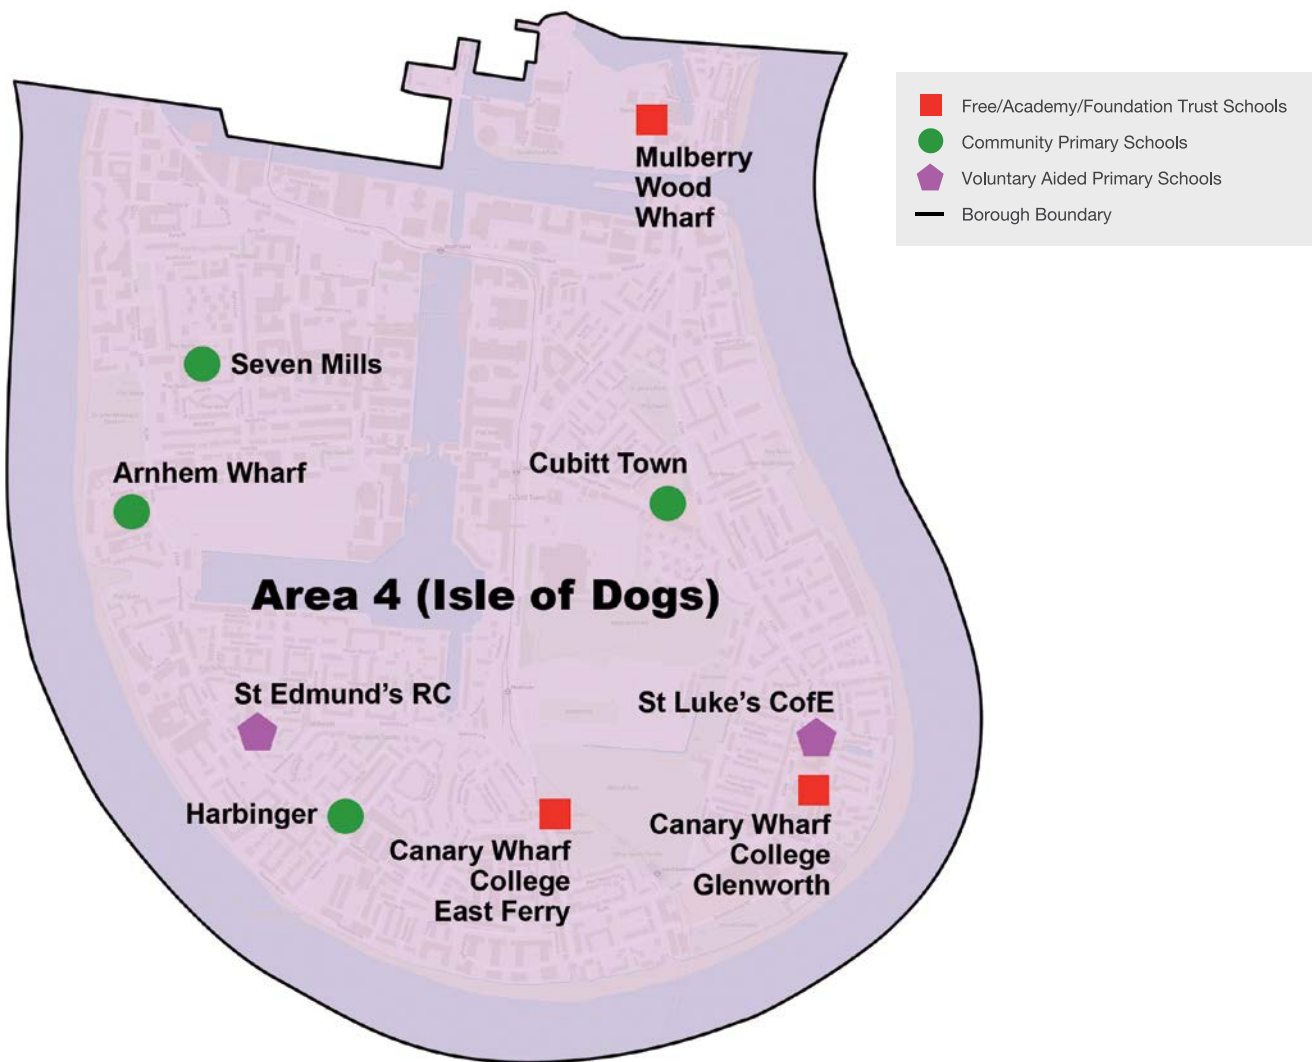 Free/Academy/Foundation Trust Schools
Community Primary Schools
Voluntary Aided Primary Schools
Borough Boundary
Mulberry
Wood
Wharf
Seven Mills
Arnhem Wharf
Cubitt Town
Area 4 (Isle of Dogs)
St Edmund's RC
St Luke’s CofE
Harbinger
Canary Wharf
College
East Ferry
Canary Wharf
College
Glenworth